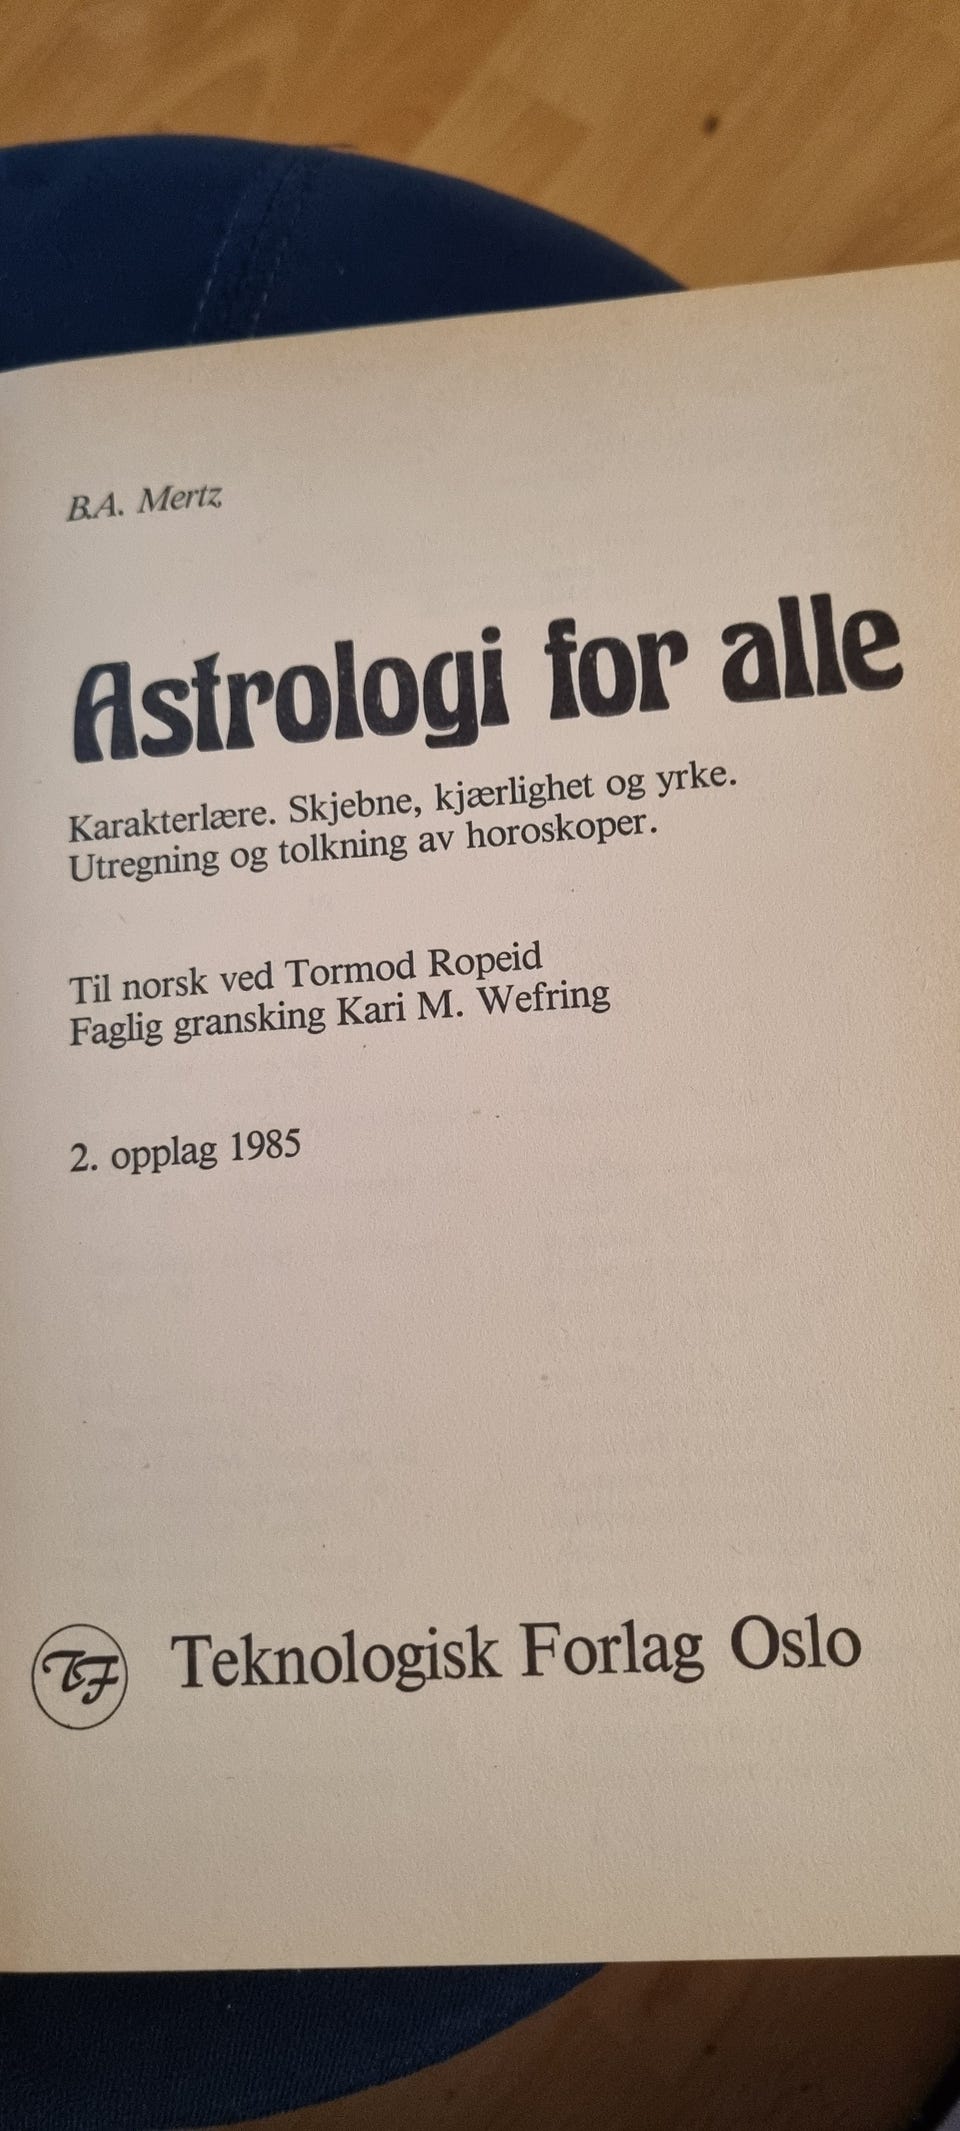 B.A. Mertz
Astrologi for alle
Karakterlære. Skjebne, kjærlighet og yrke.
Utregning og tolkning av horoskoper.
Til norsk ved Tormod Ropeid
Faglig gransking Kari M. Wefring
2. opplag 1985
TF Teknologisk Forlag Oslo